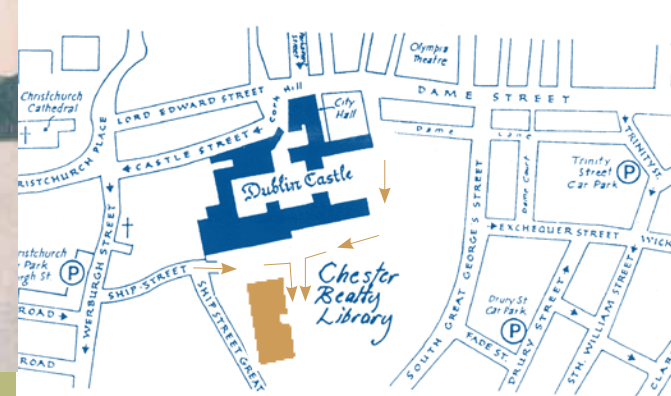 Olympia
Theatre
Christchurch
Cathedral
LORD EDWARD STREET
Cork Hill
City
Hall
DAME STREET
Dame Lane
Dame Court
TRINITY ST.
Trinity
Street
Car Park
P
CASTLE STREET
CHRISTCHURCH PLACE
Dublin Castle
EXCHEQUER STREET
WICK
ristchurch
Park
rgh St.
P
WERBURGH STREET
SHIP STREET
SHIP STREET GREAT
Chester
Beatty
Library
SOUTH GREAT GEORGE'S STREET
Drury St
Car Park
P
FADE ST.
DRURY STREET
STH. WILLIAM STREET
CLAR
ROAD
ROAD